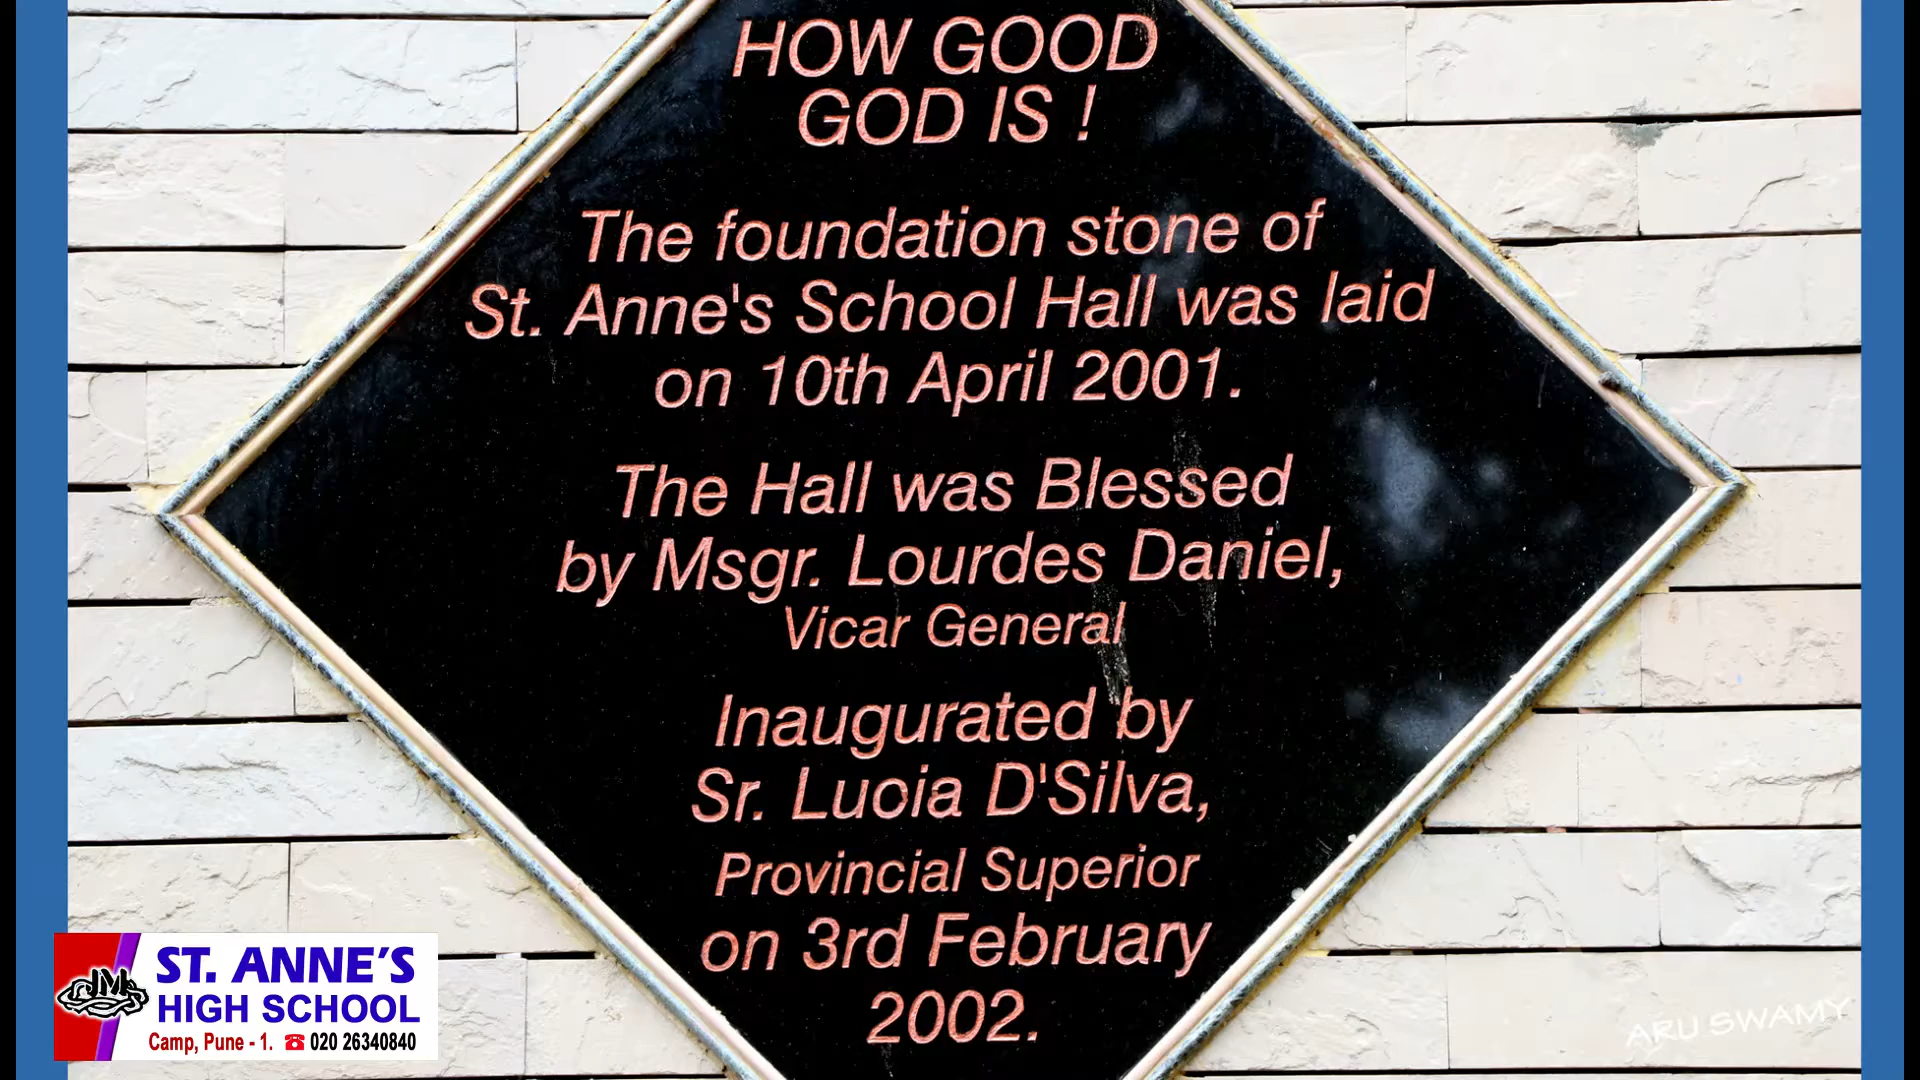 HOW GOOD
GOD IS !
The foundation stone of
St. Anne's School Hall was laid
on 10th April 2001.
The Hall was Blessed
by Msgr. Lourdes Daniel,
Vicar General
Inaugurated by
Sr. Lucia D'Silva,
Provincial Superior
on 3rd February
2002.
ST. ANNE'S
HIGH SCHOOL
Camp, Pune - 1. ☎ 020 26340840
ARU SWAMY